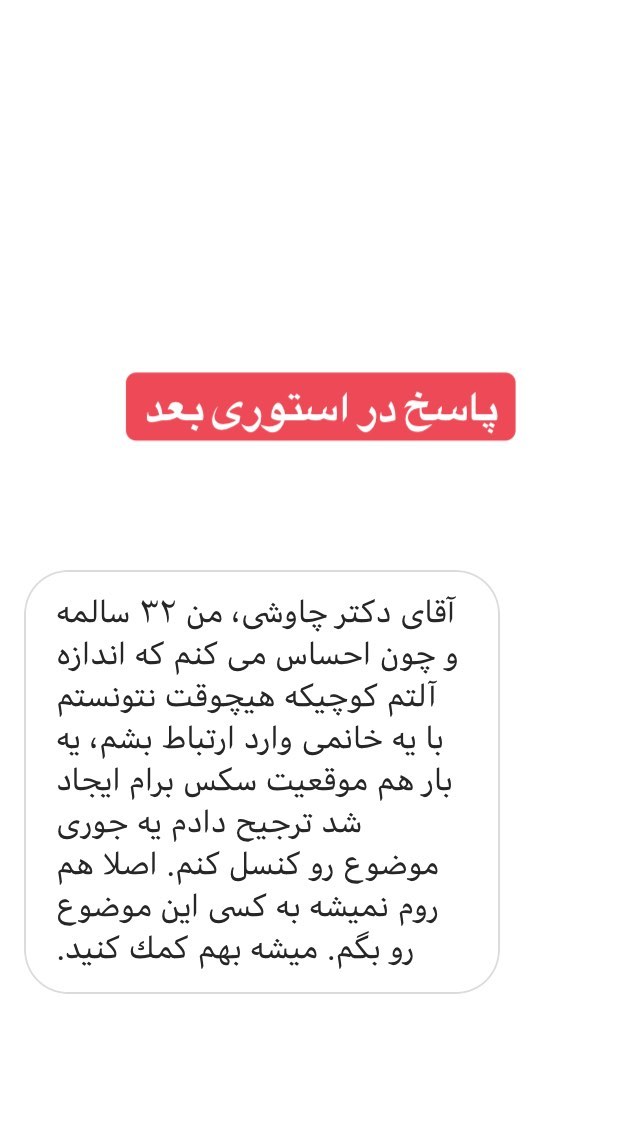 پاسخ در استوری بعد
آقای دکتر چاوشی، من ۳۲ سالمه
و چون احساس می کنم که اندازه
آلتم کوچیکه هیچوقت نتونستم
با یه خانمی وارد ارتباط بشم، یه
بار هم موقعیت سکس برام ایجاد
شد ترجیح دادم یه جوری
موضوع رو کنسل کنم. اصلا هم
روم نمیشه به کسی این موضوع
رو بگم. میشه بهم كمك کنید.